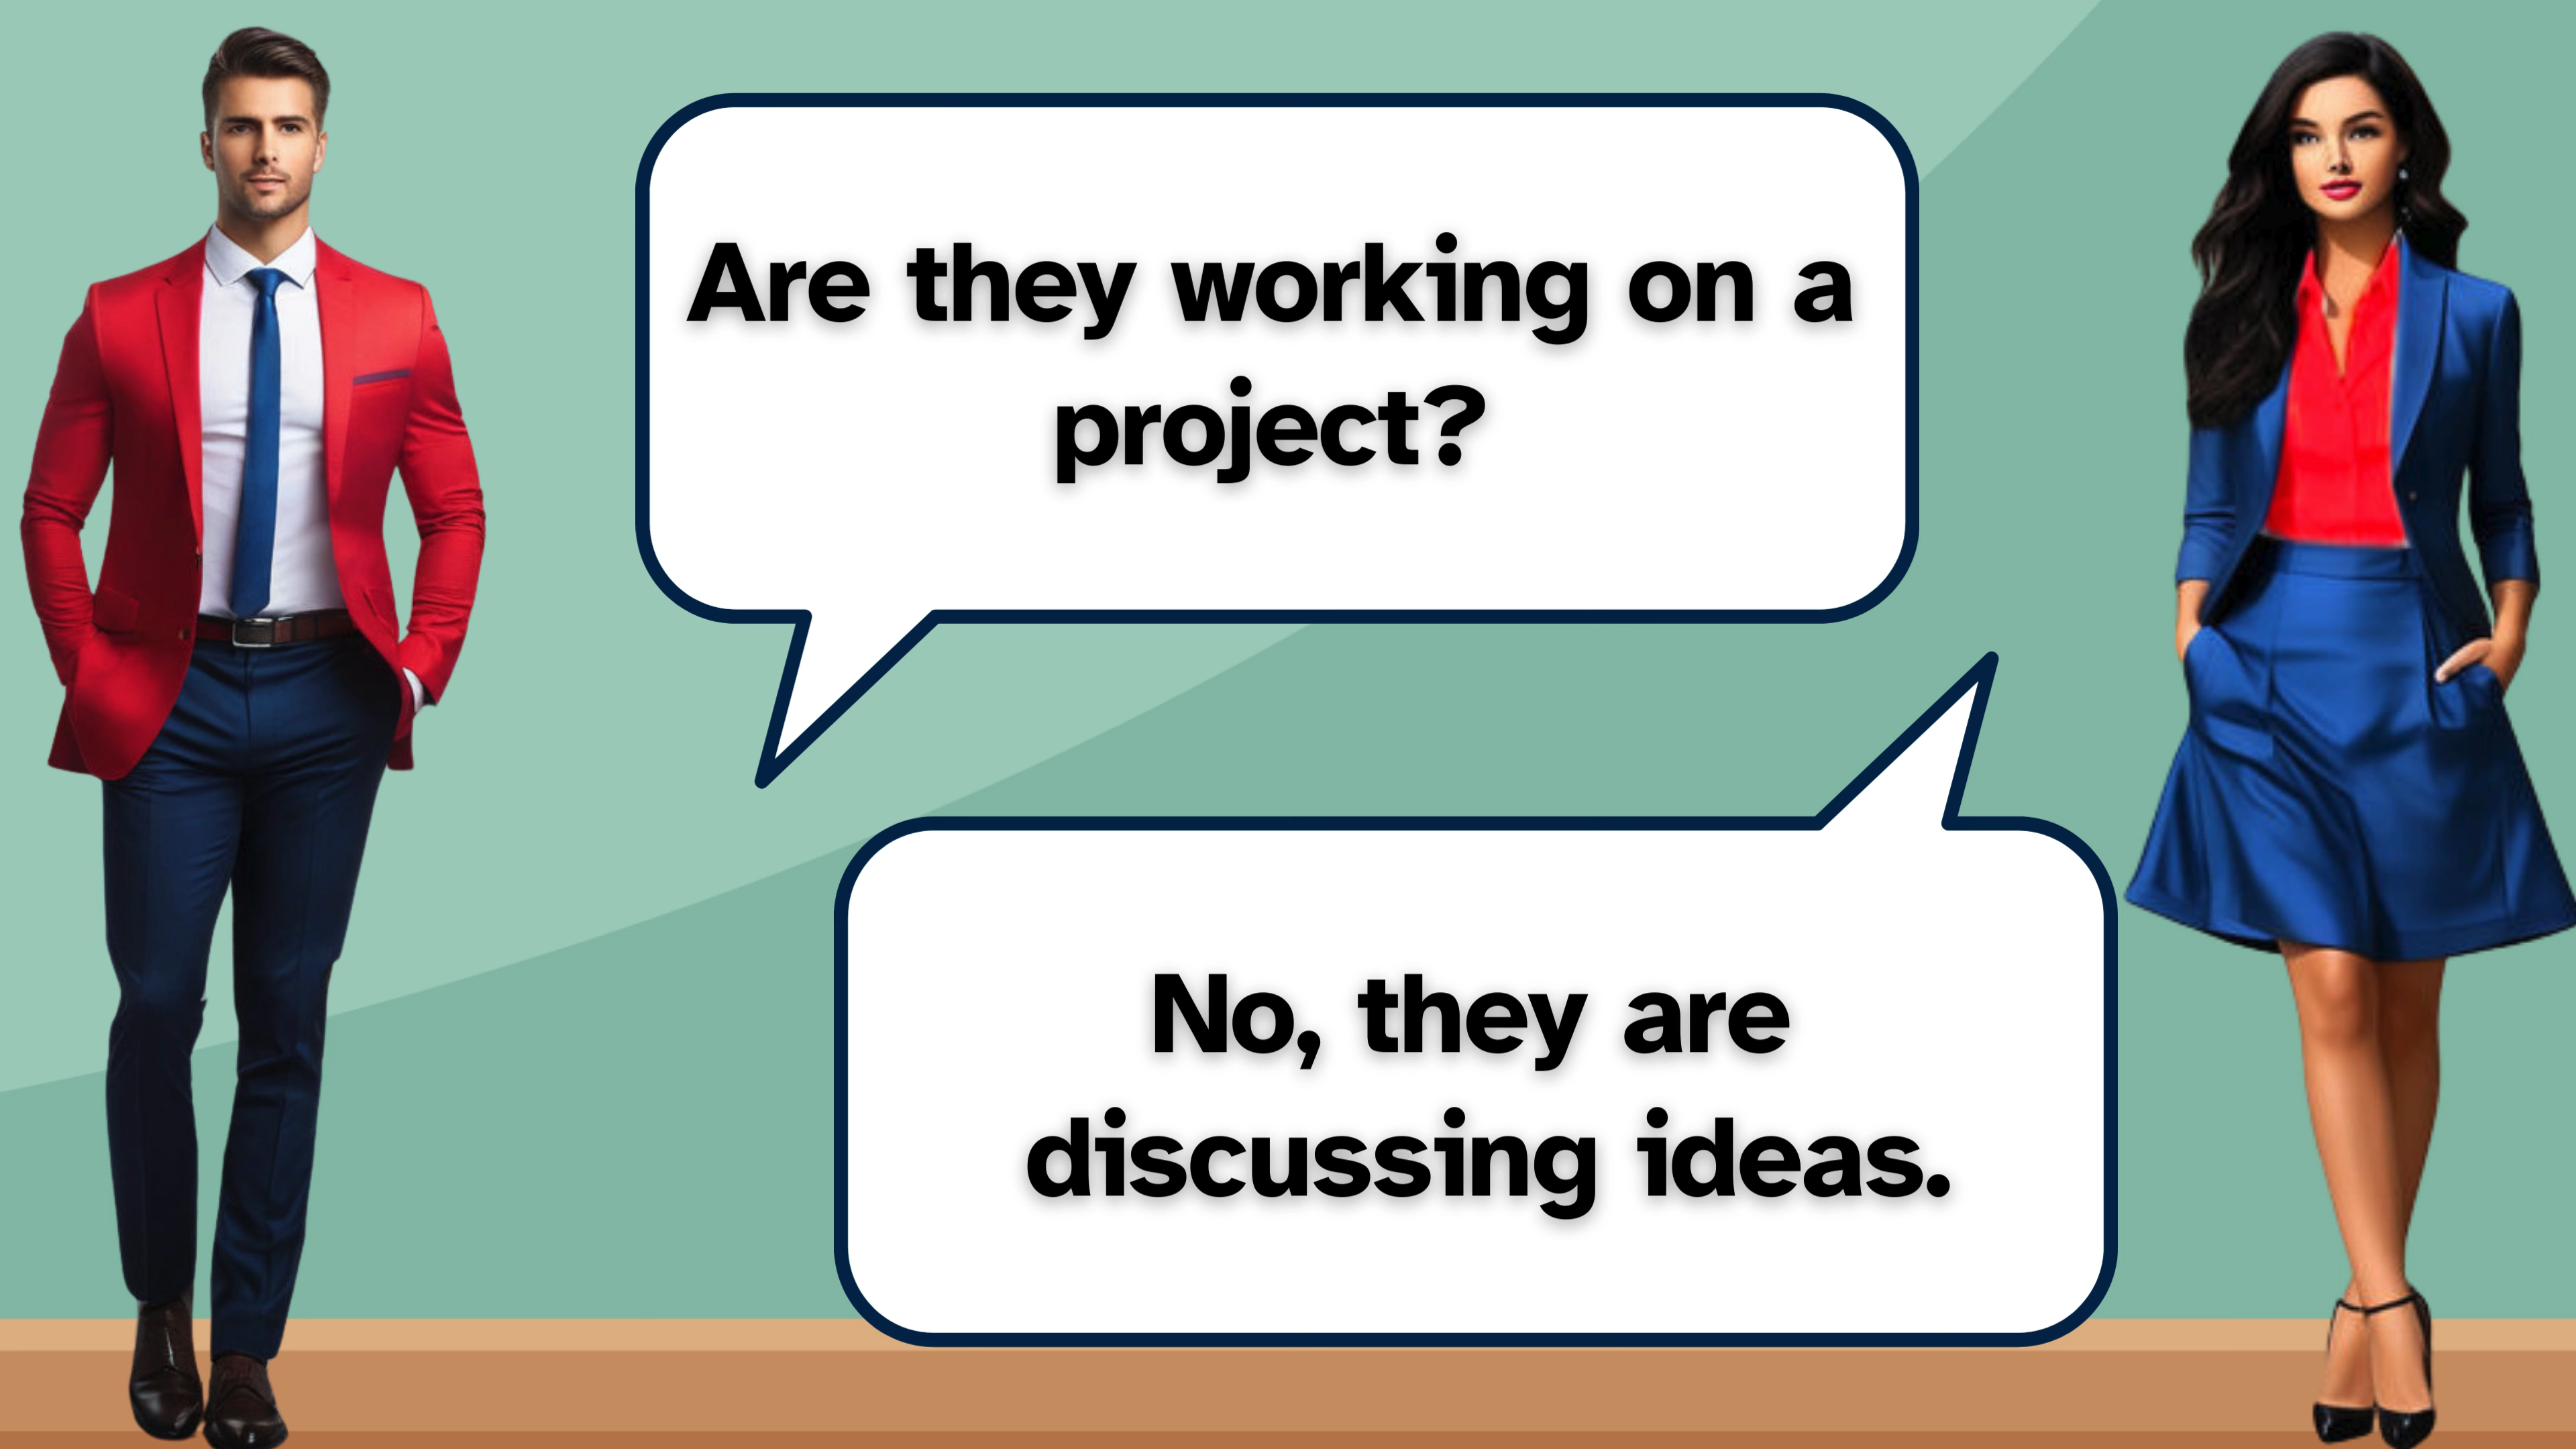 Are they working on a
project?
No, they are
discussing ideas.